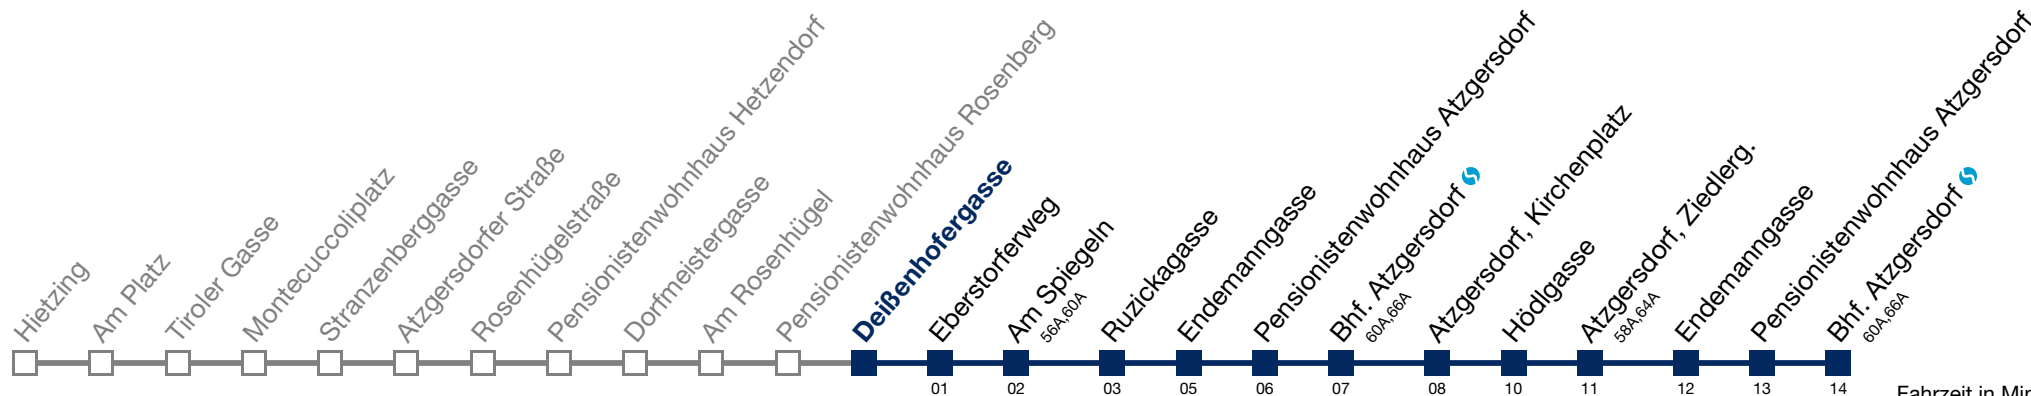 Hietzing
Am Platz
Tiroler Gasse
Montecuccoliplatz
Stranzenberggasse
Atzgersdorfer Straße
Rosenhügelstraße
Pensionistenwohnhaus Hetzendorf
Dorfmeistergasse
Am Rosenhügel
Pensionistenwohnhaus Rosenberg
Deißenhofergasse
Eberstorferweg
01
Am Spiegeln
56A,60A
02
Ruzickagasse
03
Endemanngasse
05
Pensionistenwohnhaus Atzgersdorf
06
Bhf. Atzgersdorf
60A,66A
07
Atzgersdorf, Kirchenplatz
08
Hödlgasse
10
Atzgersdorf, Ziedlerg.
58A,64A
11
Endemanngasse
12
Pensionistenwohnhaus Atzgersdorf
13
Bhf. Atzgersdorf
60A,66A
14
Fahrzeit in Min